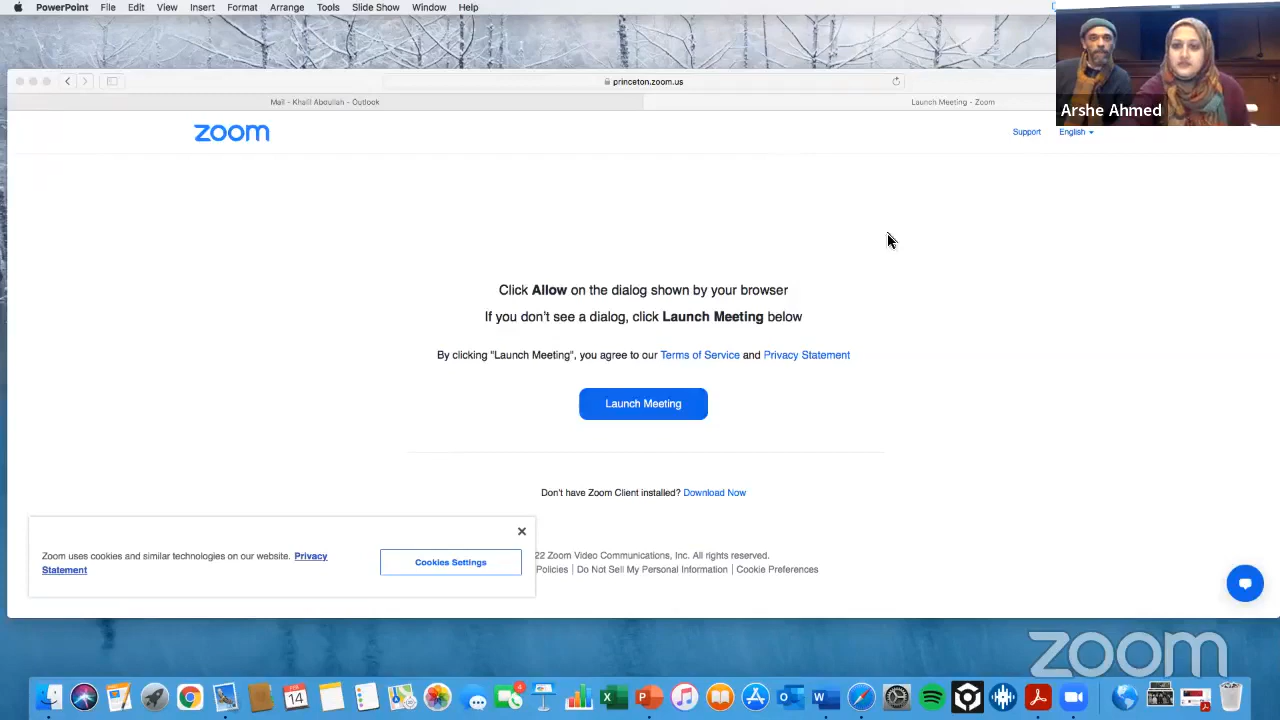 PowerPoint File Edit View Insert Format Arrange Tools Slide Show Window Help
princeton.zoom.us
Mail - Khalil Abdullah - Outlook
Launch Meeting - Zoom
Arshe Ahmed
zoom
Support English
Click Allow on the dialog shown by your browser
If you don't see a dialog, click Launch Meeting below
By clicking "Launch Meeting", you agree to our Terms of Service and Privacy Statement
Launch Meeting
Don't have Zoom Client installed? Download Now
Zoom uses cookies and similar technologies on our website. Privacy
Statement
Cookies Settings
22 Zoom Video Communications, Inc. All rights reserved.
Policies | Do Not Sell My Personal Information | Cookie Preferences
zoom
14
4